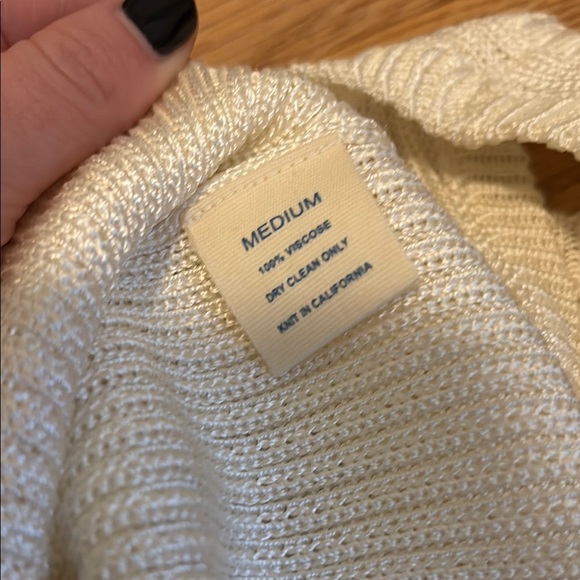 MEDIUM
100% VISCOSE
DRY CLEAN ONLY
KNIT IN CALIFORNIA